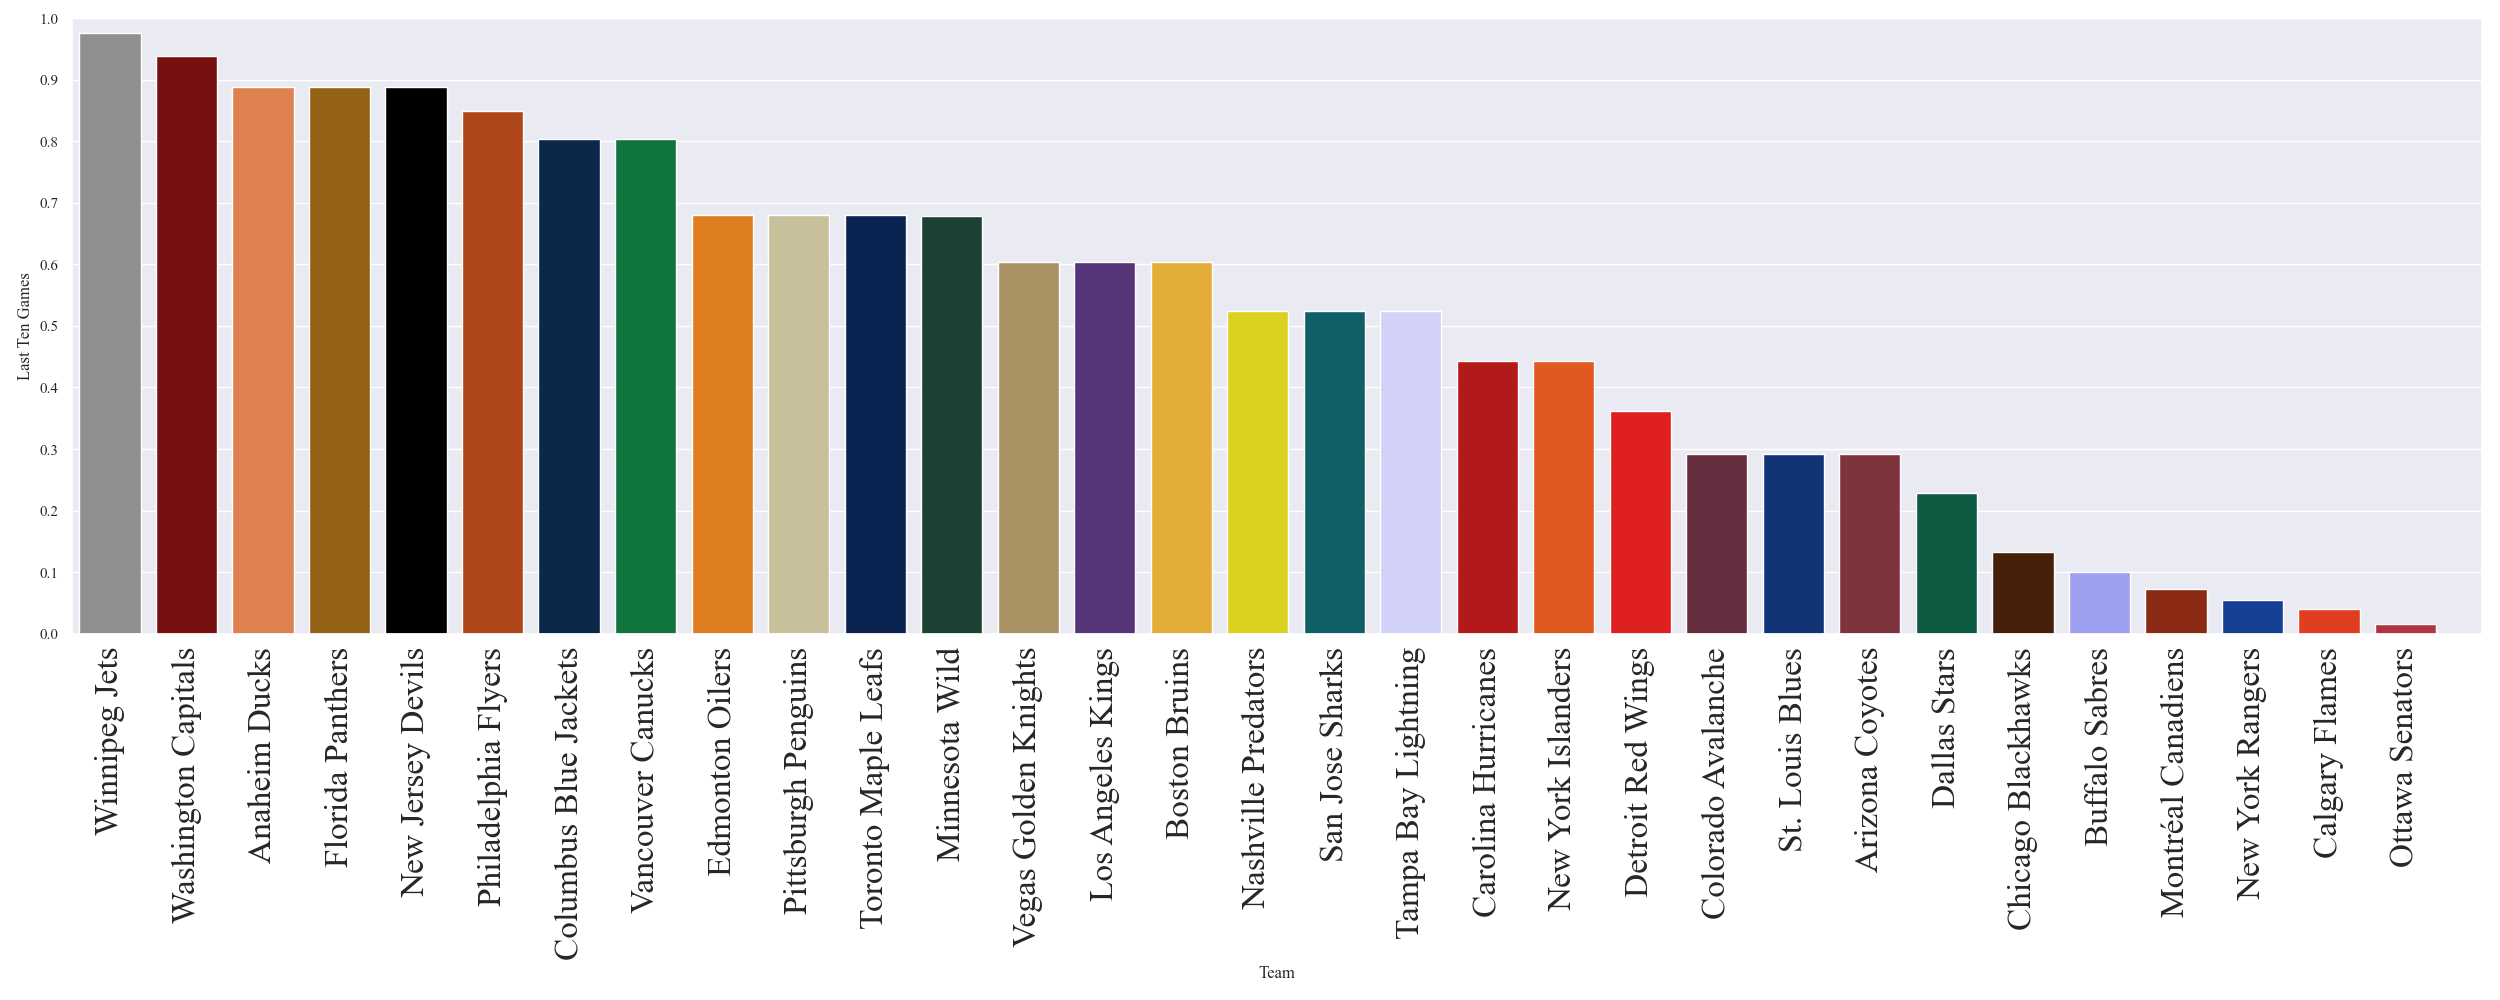 1.0
0.9
0.8
0.7
0.6
0.5
0.4
0.3
0.2
0.1
0.0
Last Ten Games
Winnipeg Jets
Washington Capitals
Anaheim Ducks
Florida Panthers
New Jersey Devils
Philadelphia Flyers
Columbus Blue Jackets
Vancouver Canucks
Edmonton Oilers
Pittsburgh Penguins
Toronto Maple Leafs
Minnesota Wild
Vegas Golden Knights
Los Angeles Kings
Boston Bruins
Nashville Predators
San Jose Sharks
Tampa Bay Lightning
Carolina Hurricanes
New York Islanders
Detroit Red Wings
Colorado Avalanche
St. Louis Blues
Arizona Coyotes
Dallas Stars
Chicago Blackhawks
Buffalo Sabres
Montréal Canadiens
New York Rangers
Calgary Flames
Ottawa Senators
Team